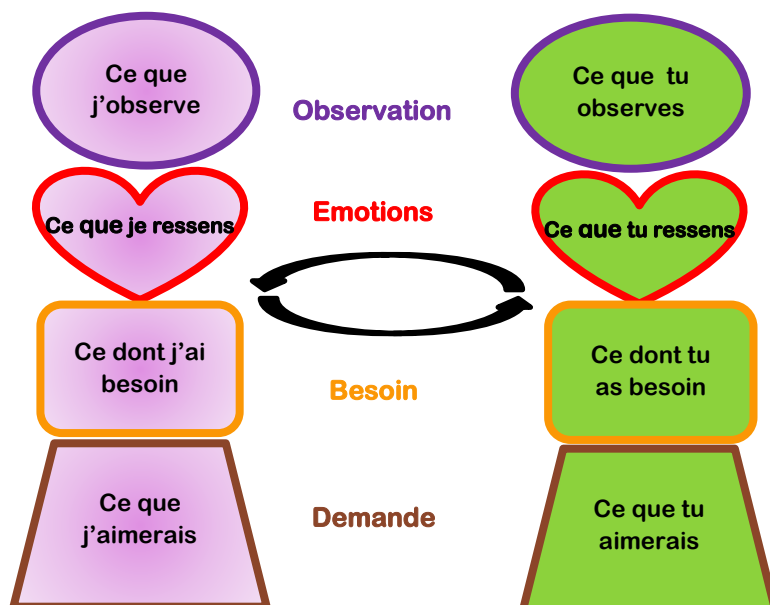 Ce que
j’observe
Observation
Ce que tu
observes
Ce que je ressens
Emotions
Ce que tu ressens
Ce dont j’ai
besoin
Besoin
Ce dont tu
as besoin
Ce que
j’aimerais
Demande
Ce que tu
aimerais